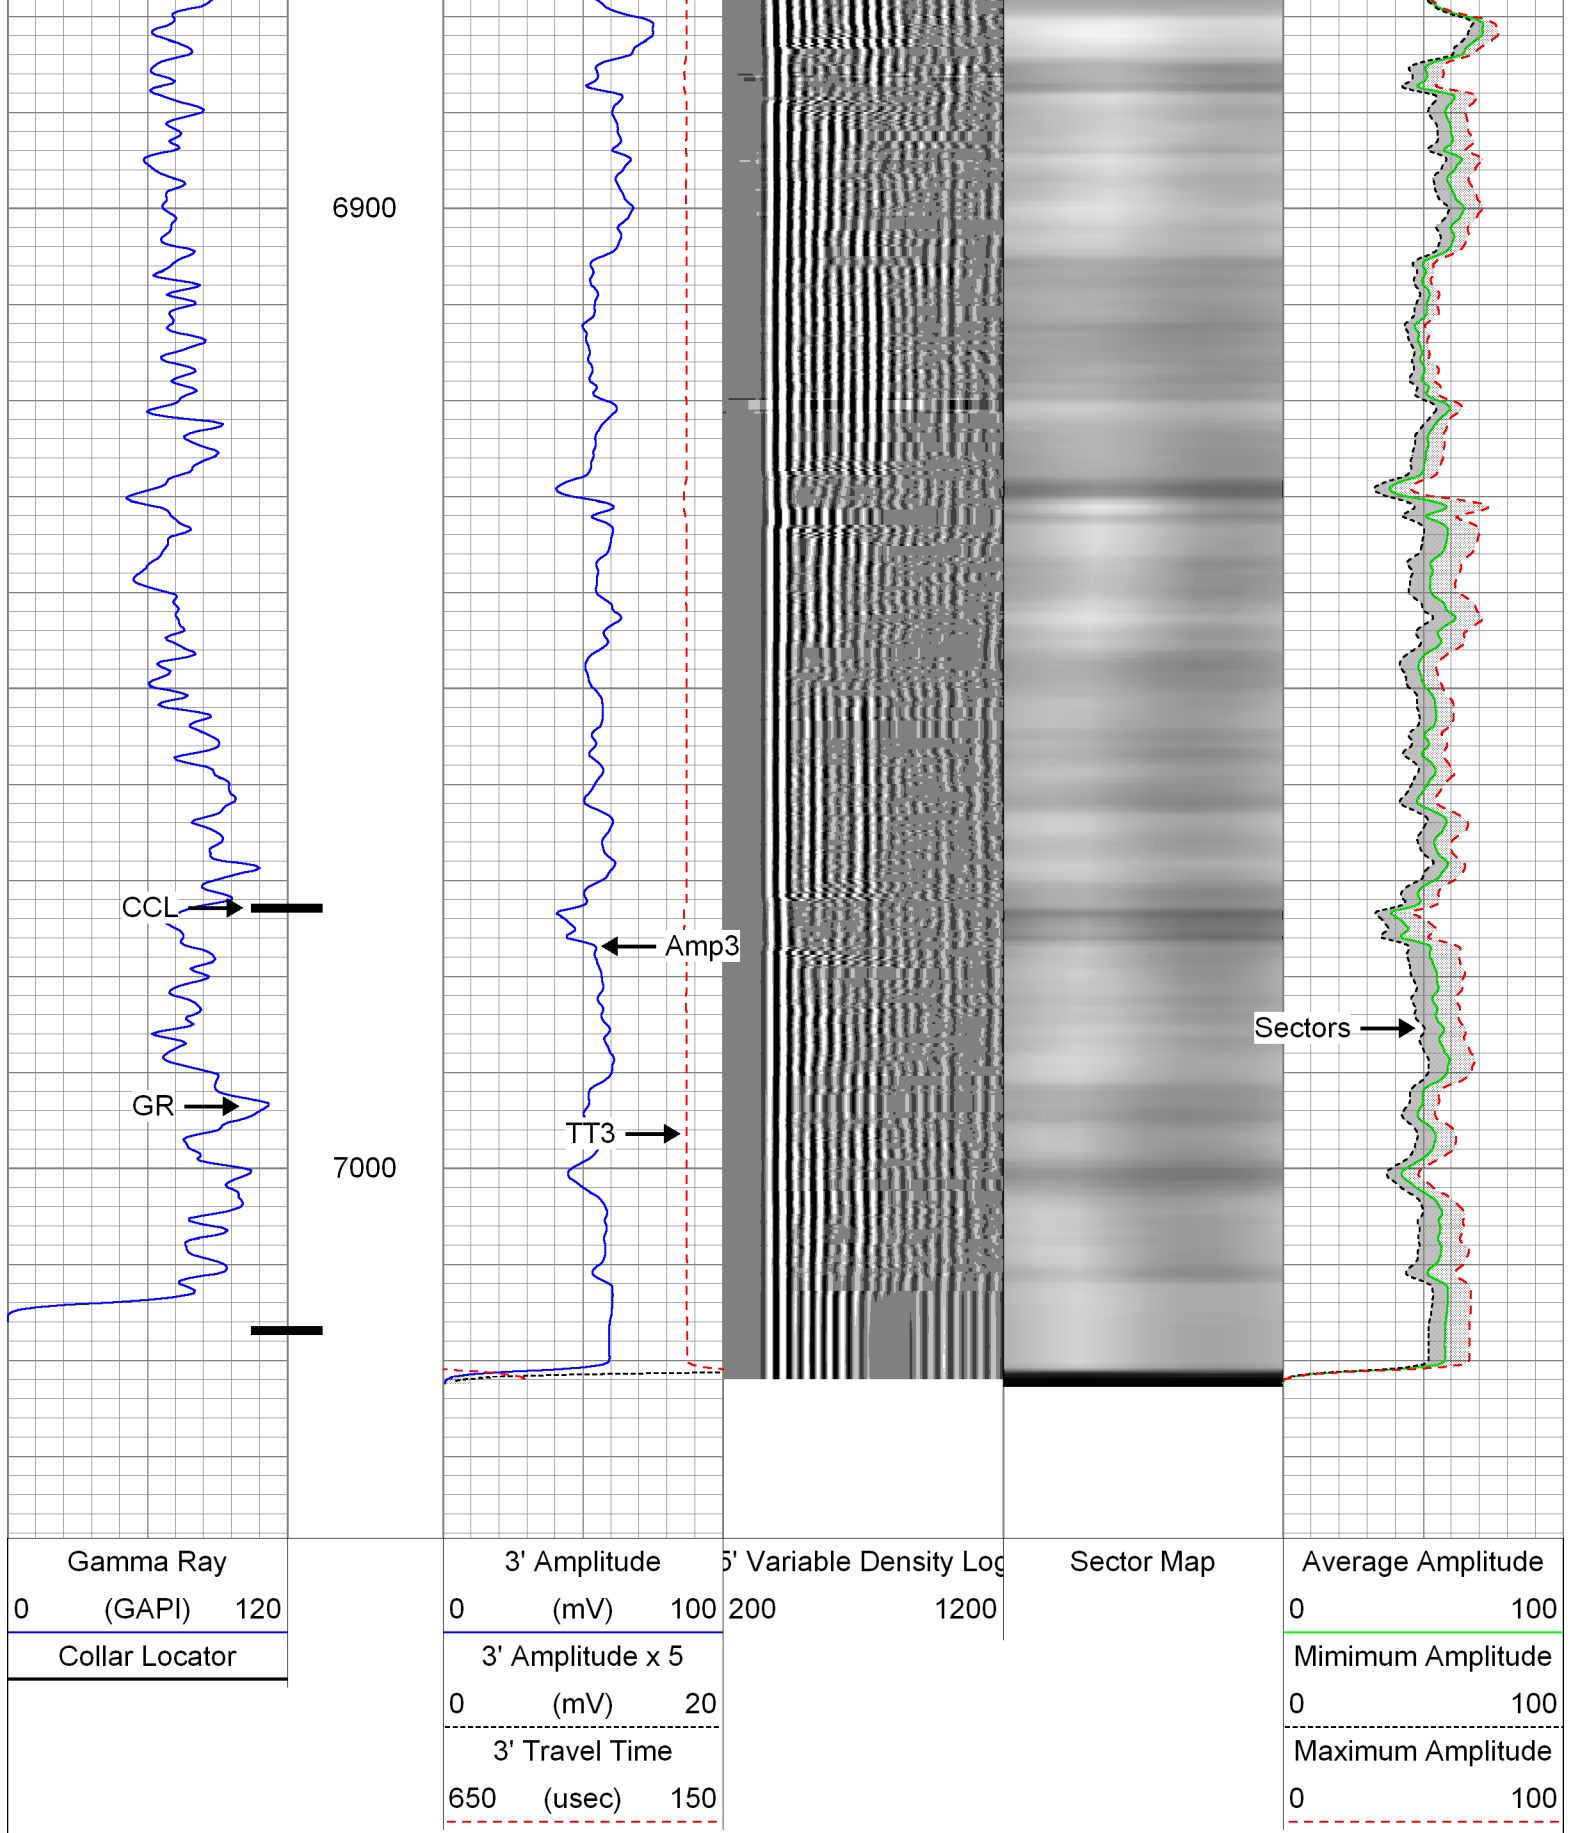 6900
CCL
Amp3
Sectors
GR
TT3
7000
Gamma Ray
0 (GAPI) 120
Collar Locator
3' Amplitude
0 (mV) 100
3' Amplitude x 5
0 (mV) 20
3' Travel Time
650 (usec) 150
5' Variable Density Log
200 1200
Sector Map
Average Amplitude
0 100
Mimimum Amplitude
0 100
Maximum Amplitude
0 100